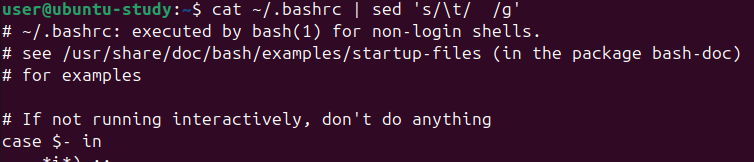 user@ubuntu-study:~$ cat ~/.bashrc | sed 's/\t/  /g'
# ~/.bashrc: executed by bash(1) for non-login shells.
# see /usr/share/doc/bash/examples/startup-files (in the package bash-doc)
# for examples

# If not running interactively, don't do anything
case $- in
    *i*) ;;